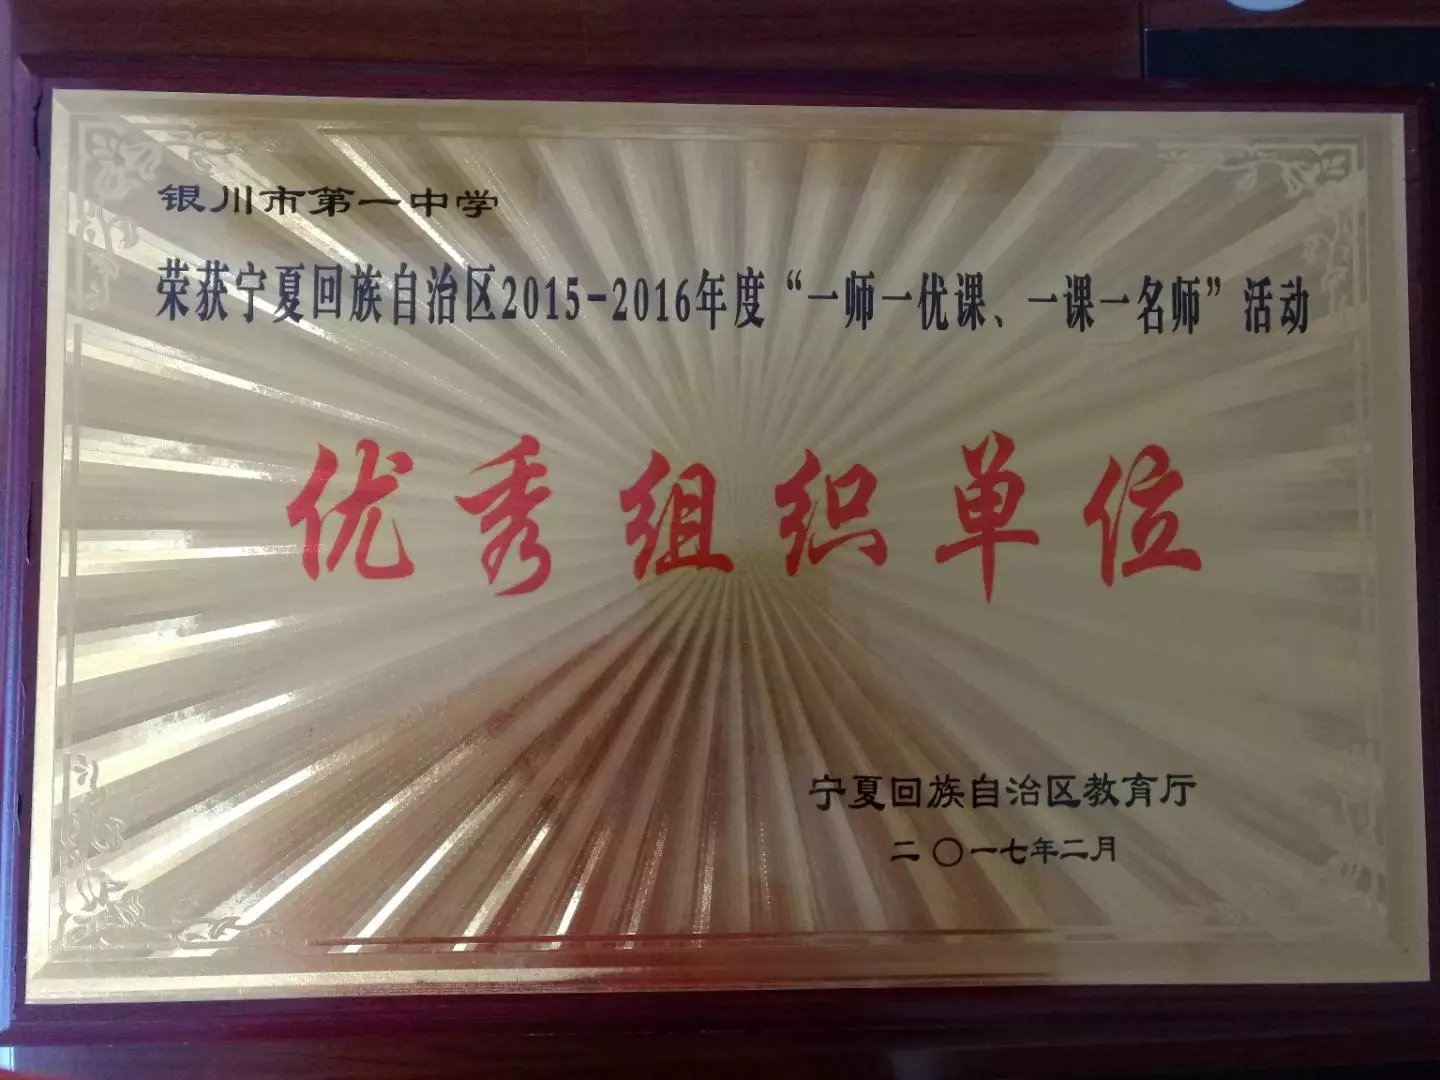 银川市第一中学
荣获宁夏回族自治区2015-2016年度“一师一优课、一课一名师”活动
优秀组织单位
宁夏回族自治区教育厅
二〇一七年二月